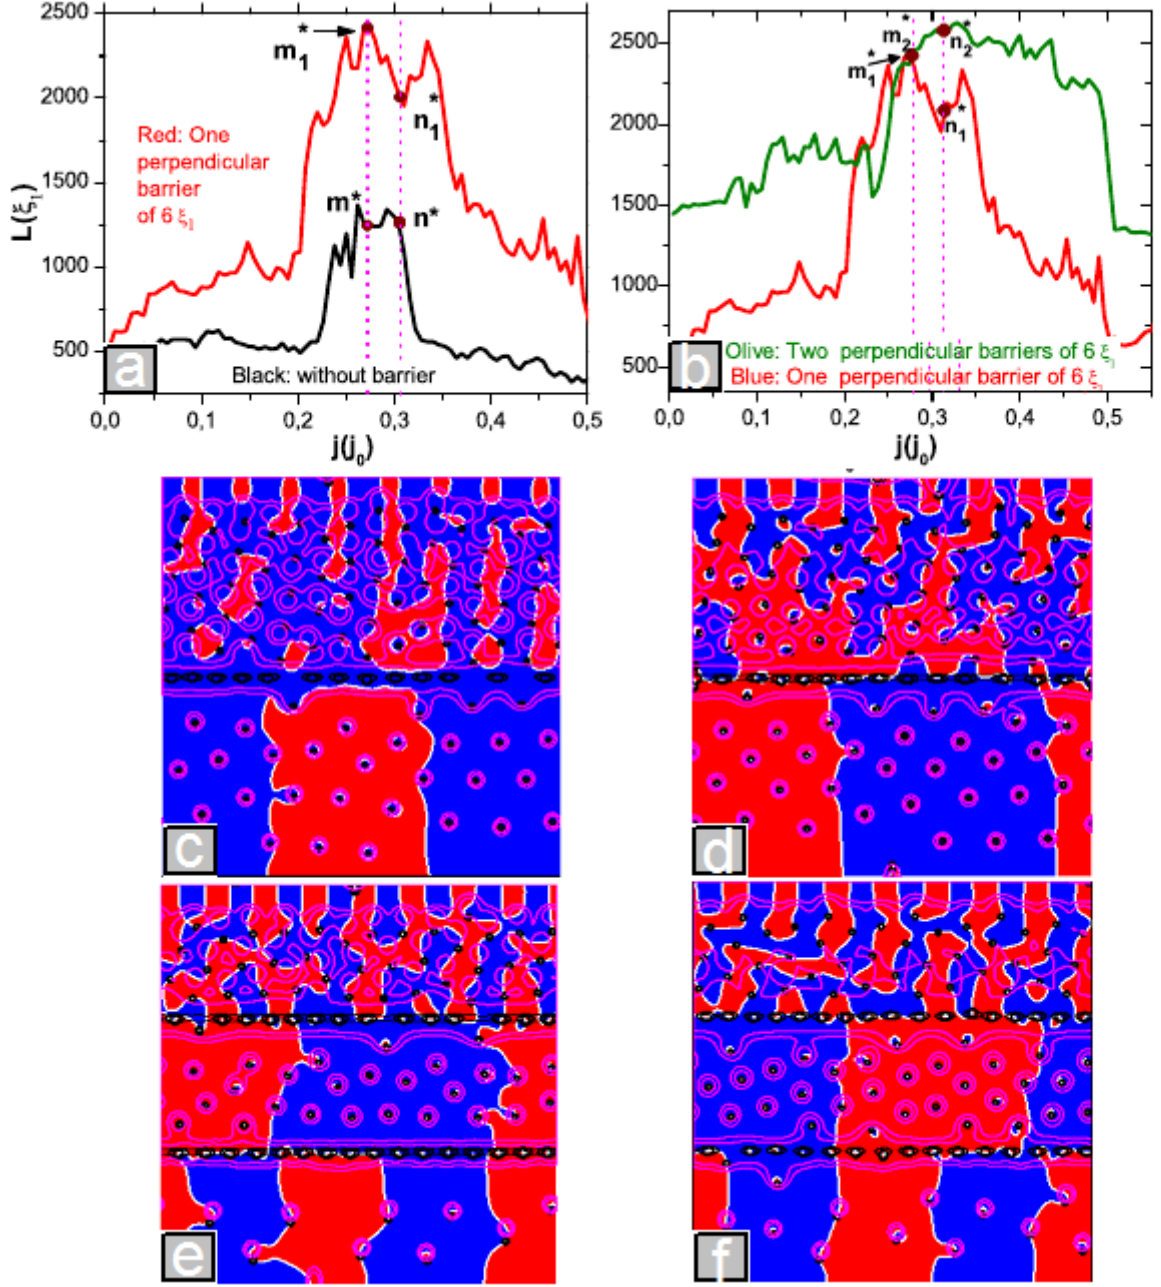 2500
2000
1500
1000
500
L(ξ₁)
m₁*
n₁*
Red: One
perpendicular
barrier
of 6 ξ₁
m*
n*
a
Black: without barrier
0,0 0,1 0,2 0,3 0,4 0,5
j(j₀)
2500
2000
1500
1000
500
m₂*
n₂*
m₁*
n₁*
b
Olive: Two perpendicular barriers of 6 ξ₁
Blue: One perpendicular barrier of 6 ξ₁
0,0 0,1 0,2 0,3 0,4 0,5
j(j₀)
c
d
e
f